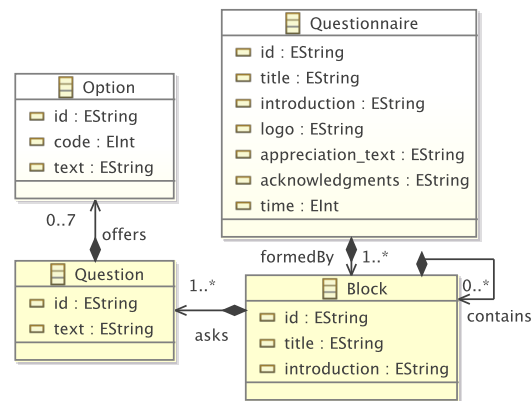 Questionnaire
id : EString
title : EString
introduction : EString
logo : EString
appreciation_text : EString
acknowledgments : EString
time : EInt
Option
id : EString
code : EInt
text : EString
0..7
offers
formedBy
1..*
Question
id : EString
text : EString
1..*
asks
Block
id : EString
title : EString
introduction : EString
0..*
contains